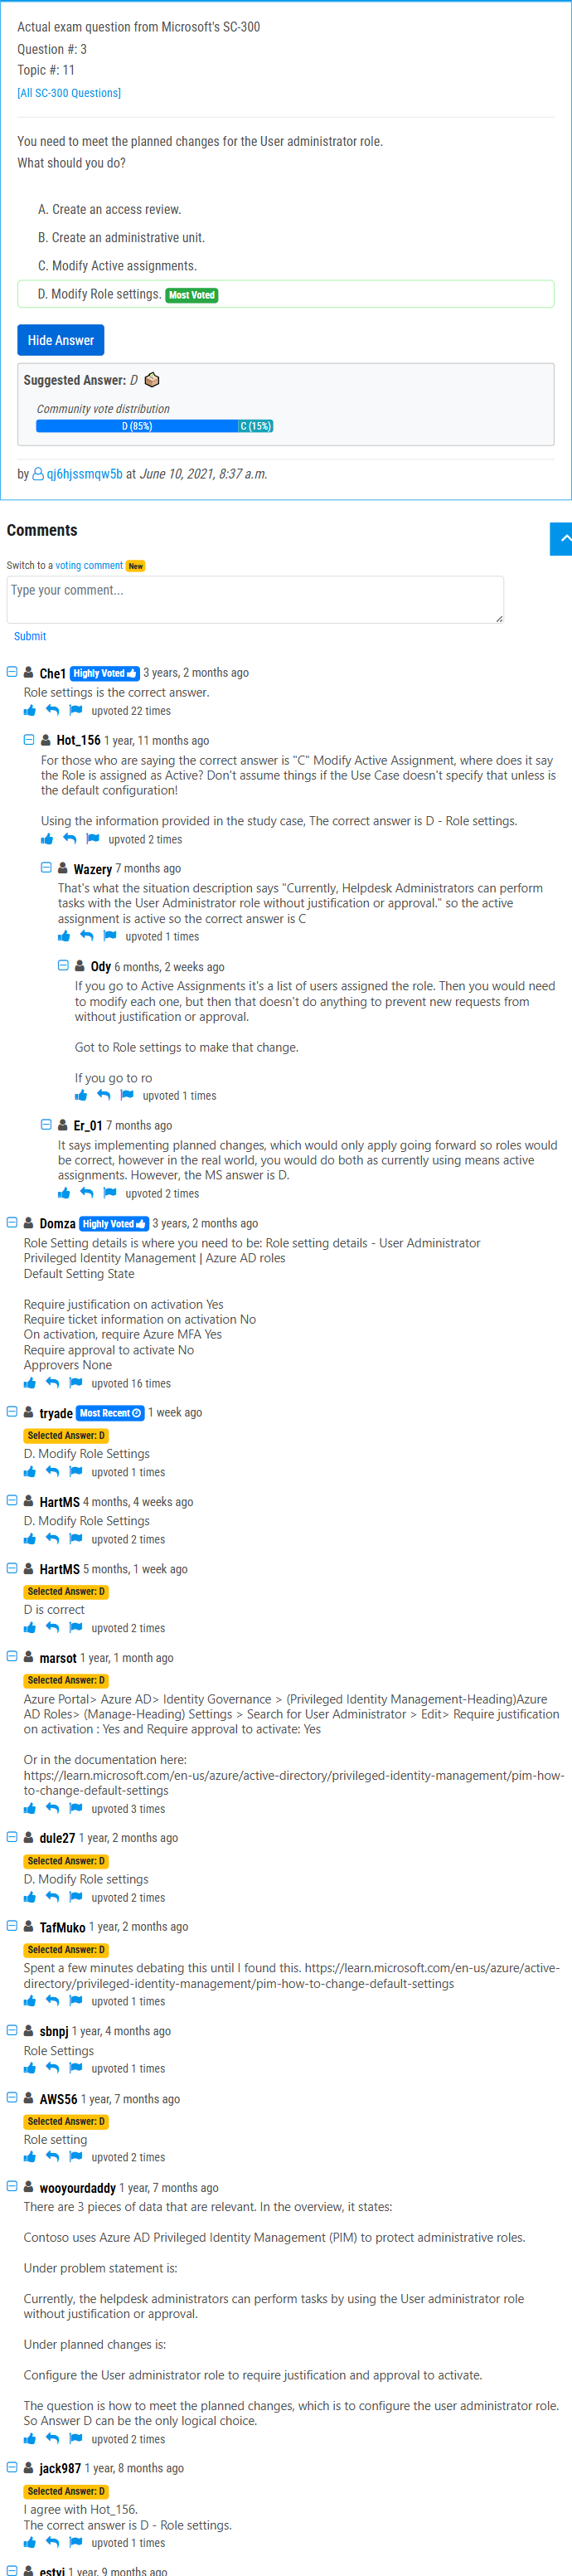 Actual exam question from Microsoft's SC-300
Question #: 3
Topic #: 11
[All SC-300 Questions]
You need to meet the planned changes for the User administrator role.
What should you do?
A. Create an access review.
B. Create an administrative unit.
C. Modify Active assignments.
D. Modify Role settings. Most Voted
Hide Answer
Suggested Answer: D
Community vote distribution
D (85%) C (15%)
by qj6hjssmqw5b at June 10, 2021, 8:37 a.m.
Comments
Switch to a voting comment New
Type your comment...
Submit
Che1 Highly Voted 3 years, 2 months ago
Role settings is the correct answer.
upvoted 22 times
Hot_156 1 year, 11 months ago
For those who are saying the correct answer is "C" Modify Active Assignment, where does it say
the Role is assigned as Active? Don't assume things if the Use Case doesn't specify that unless is
the default configuration!
Using the information provided in the study case, The correct answer is D - Role settings.
upvoted 2 times
Wazery 7 months ago
That's what the situation description says "Currently, Helpdesk Administrators can perform
tasks with the User Administrator role without justification or approval." so the active
assignment is active so the correct answer is C
upvoted 1 times
Ody 6 months, 2 weeks ago
If you go to Active Assignments it's a list of users assigned the role. Then you would need
to modify each one, but then that doesn't do anything to prevent new requests from
without justification or approval.
Got to Role settings to make that change.
If you go to ro
upvoted 1 times
Er_01 7 months ago
It says implementing planned changes, which would only apply going forward so roles would
be correct, however in the real world, you would do both as currently using means active
assignments. However, the MS answer is D.
upvoted 2 times
Domza Highly Voted 3 years, 2 months ago
Role Setting details is where you need to be: Role setting details - User Administrator
Privileged Identity Management | Azure AD roles
Default Setting State
Require justification on activation Yes
Require ticket information on activation No
On activation, require Azure MFA Yes
Require approval to activate No
Approvers None
upvoted 16 times
tryade Most Recent 1 week ago
Selected Answer: D
D. Modify Role Settings
upvoted 1 times
HartMS 4 months, 4 weeks ago
D. Modify Role Settings
upvoted 2 times
HartMS 5 months, 1 week ago
Selected Answer: D
D is correct
upvoted 2 times
marsot 1 year, 1 month ago
Selected Answer: D
Azure Portal> Azure AD> Identity Governance > (Privileged Identity Management-Heading)Azure
AD Roles> (Manage-Heading) Settings > Search for User Administrator > Edit> Require justification
on activation : Yes and Require approval to activate: Yes
Or in the documentation here:
https://learn.microsoft.com/en-us/azure/active-directory/privileged-identity-management/pim-how-
to-change-default-settings
upvoted 3 times
dule27 1 year, 2 months ago
Selected Answer: D
D. Modify Role settings
upvoted 2 times
TafMuko 1 year, 2 months ago
Selected Answer: D
Spent a few minutes debating this until I found this. https://learn.microsoft.com/en-us/azure/active-
directory/privileged-identity-management/pim-how-to-change-default-settings
upvoted 1 times
sbnpj 1 year, 4 months ago
Role Settings
upvoted 1 times
AWS56 1 year, 7 months ago
Selected Answer: D
Role setting
upvoted 2 times
wooyourdaddy 1 year, 7 months ago
There are 3 pieces of data that are relevant. In the overview, it states:
Contoso uses Azure AD Privileged Identity Management (PIM) to protect administrative roles.
Under problem statement is:
Currently, the helpdesk administrators can perform tasks by using the User administrator role
without justification or approval.
Under planned changes is:
Configure the User administrator role to require justification and approval to activate.
The question is how to meet the planned changes, which is to configure the user administrator role.
So Answer D can be the only logical choice.
upvoted 2 times
jack987 1 year, 8 months ago
Selected Answer: D
I agree with Hot_156.
The correct answer is D - Role settings.
upvoted 1 times
estyj 1 year, 9 months ago